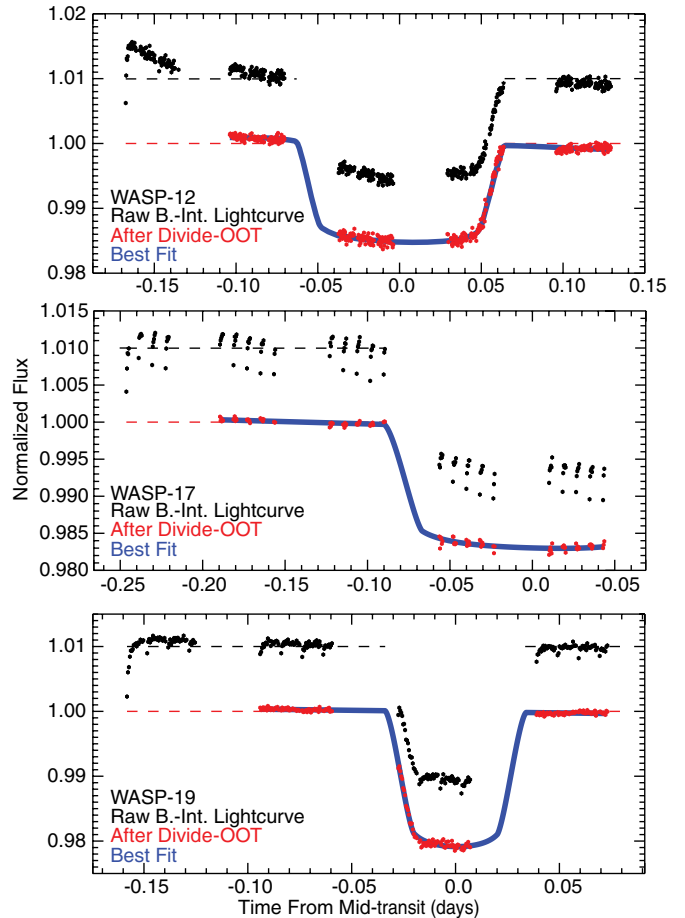 1.02
1.01
1.00
0.99
0.98
WASP-12
Raw B.-Int. Lightcurve
After Divide-OOT
Best Fit
-0.15 -0.10 -0.05 0.0 0.05 0.10 0.15
Normalized Flux
1.015
1.010
1.005
1.000
0.995
0.990
0.985
0.980
WASP-17
Raw B.-Int. Lightcurve
After Divide-OOT
Best Fit
-0.25 -0.20 -0.15 -0.10 -0.05 0.0 -0.05
1.01
1.00
0.99
0.98
WASP-19
Raw B.-Int. Lightcurve
After Divide-OOT
Best Fit
-0.15 -0.10 -0.05 0.0 0.05
Time From Mid-transit (days)